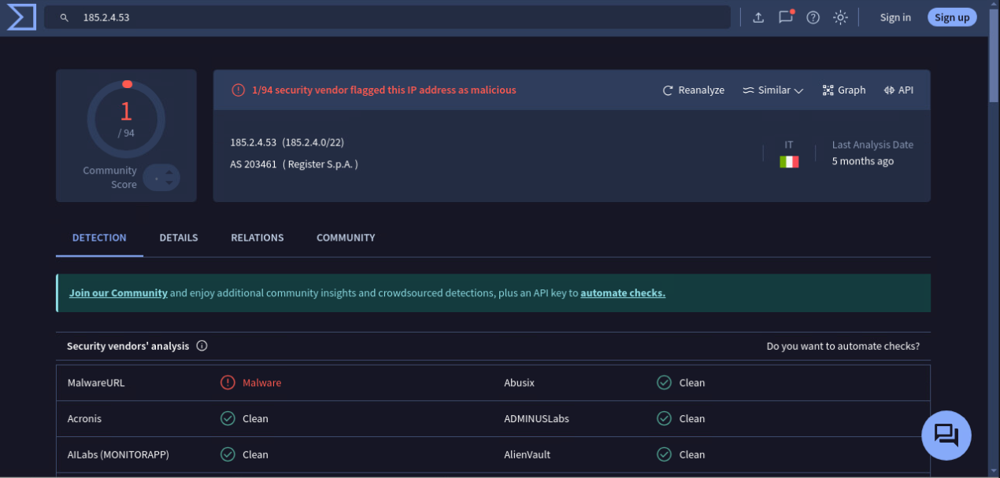 185.2.4.53
Sign in
Sign up
1
/ 94
Community
Score
1/94 security vendor flagged this IP address as malicious
Reanalyze
Similar
Graph
API
185.2.4.53 (185.2.4.0/22)
AS 203461 ( Register S.p.A. )
IT
Last Analysis Date
5 months ago
DETECTION
DETAILS
RELATIONS
COMMUNITY
Join our Community and enjoy additional community insights and crowdsourced detections, plus an API key to automate checks.
Security vendors' analysis
Do you want to automate checks?
MalwareURL
Malware
Abusix
Clean
Acronis
Clean
ADMINUSLabs
Clean
AILabs (MONITORAPP)
Clean
AlienVault
Clean